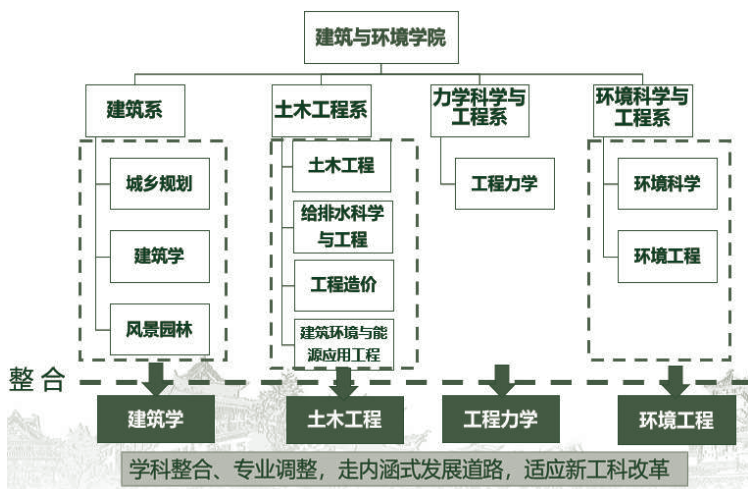 建筑与环境学院
建筑系
土木工程系
力学科学与
工程系
环境科学与
工程系
城乡规划
建筑学
风景园林
土木工程
给排水科学
与工程
工程造价
建筑环境与能
源应用工程
工程力学
环境科学
环境工程
整合
建筑学
土木工程
工程力学
环境工程
学科整合、专业调整，走内涵式发展道路，适应新工科改革